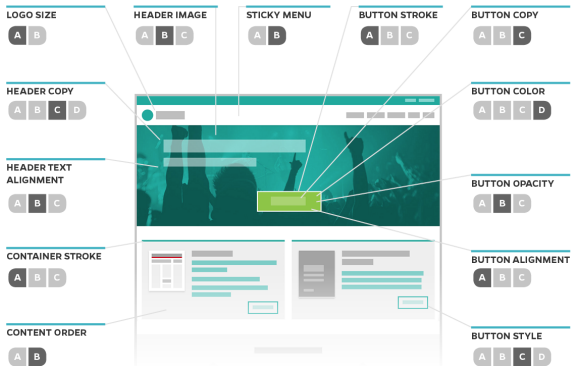 LOGO SIZE
A B
HEADER IMAGE
A B C
STICKY MENU
A B
BUTTON STROKE
A B C
BUTTON COPY
A B C
HEADER COPY
A B C D
BUTTON COLOR
A B C D
HEADER TEXT
ALIGNMENT
A B C
BUTTON OPACITY
A B C
CONTAINER STROKE
A B C
BUTTON ALIGNMENT
A B C
CONTENT ORDER
A B
BUTTON STYLE
A B C D